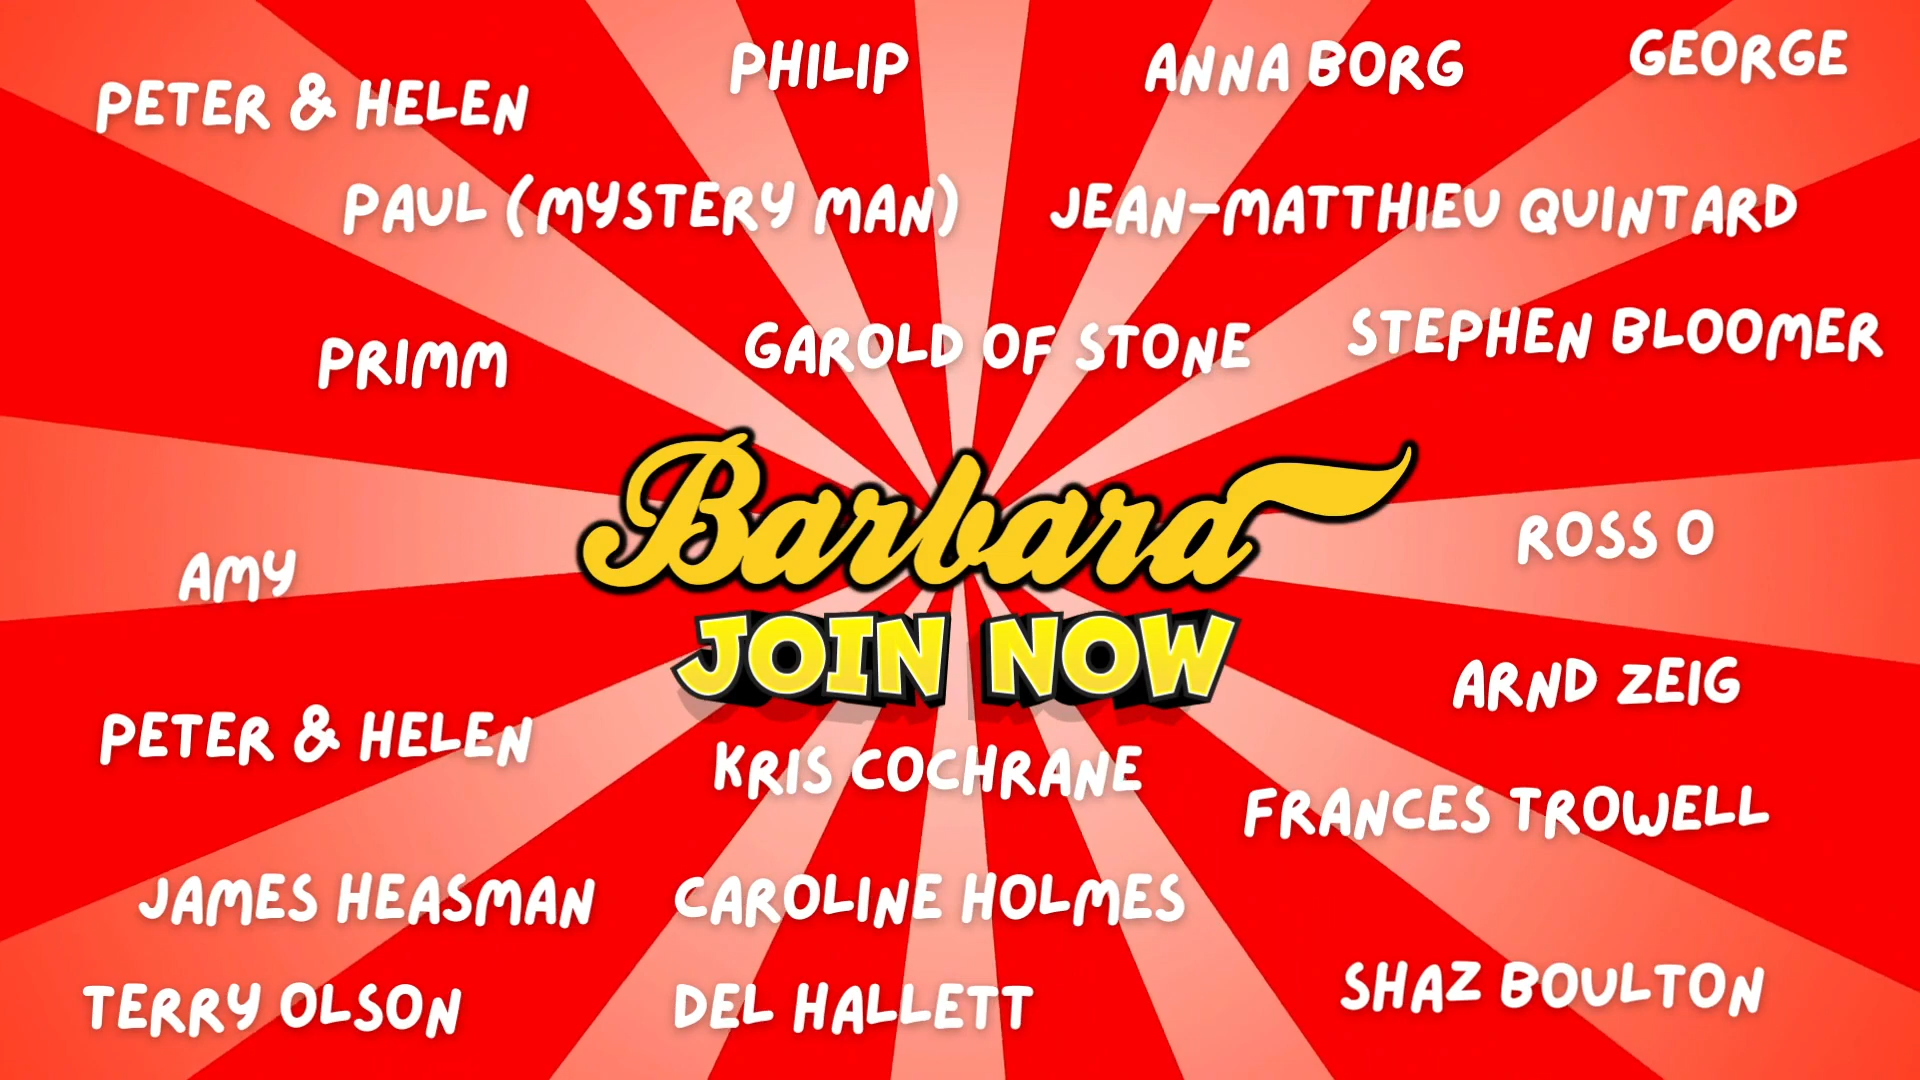 PETER & HELEN
PHILIP
ANNA BORG
GEORGE
PAUL (MYSTERY MAN)
JEAN-MATTHIEU QUINTARD
PRIMM
GAROLD OF STONE
STEPHEN BLOOMER
Barbara
JOIN NOW
AMY
ROSS O
ARND ZEIG
PETER & HELEN
KRIS COCHRANE
FRANCES TROWELL
JAMES HEASMAN
CAROLINE HOLMES
TERRY OLSON
DEL HALLETT
SHAZ BOULTON